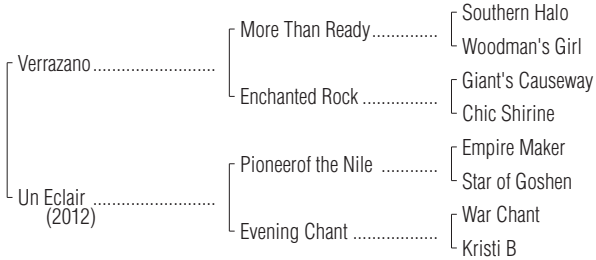 Southern Halo
More Than Ready..............
Woodman's Girl
Verrazano.........................
Giant's Causeway
Enchanted Rock ...............
Chic Shirine
Empire Maker
Pioneerof the Nile ............
Star of Goshen
Un Eclair .........................
(2012)
War Chant
Evening Chant .................
Kristi B